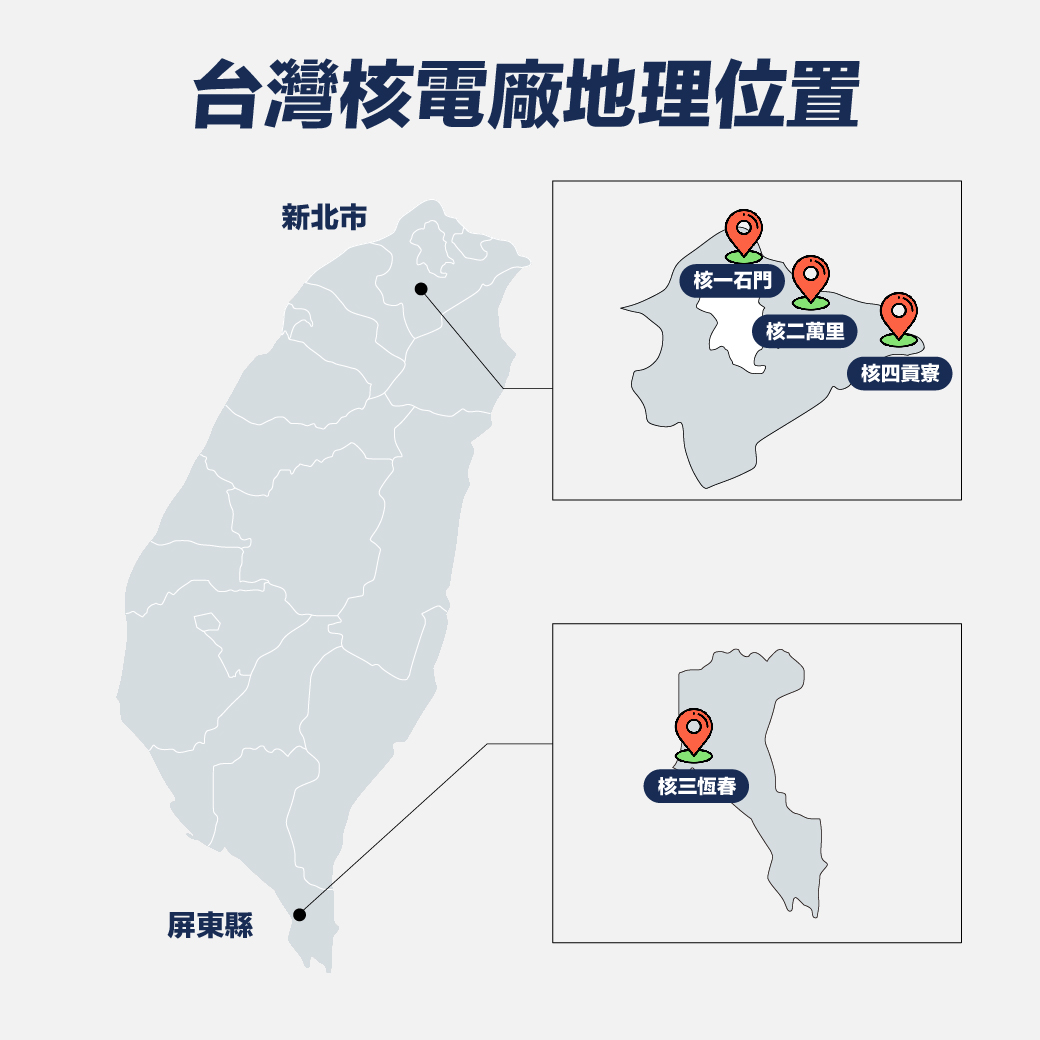 台灣核電廠地理位置
新北市
核一石門
核二萬里
核四貢寮
核三恆春
屏東縣